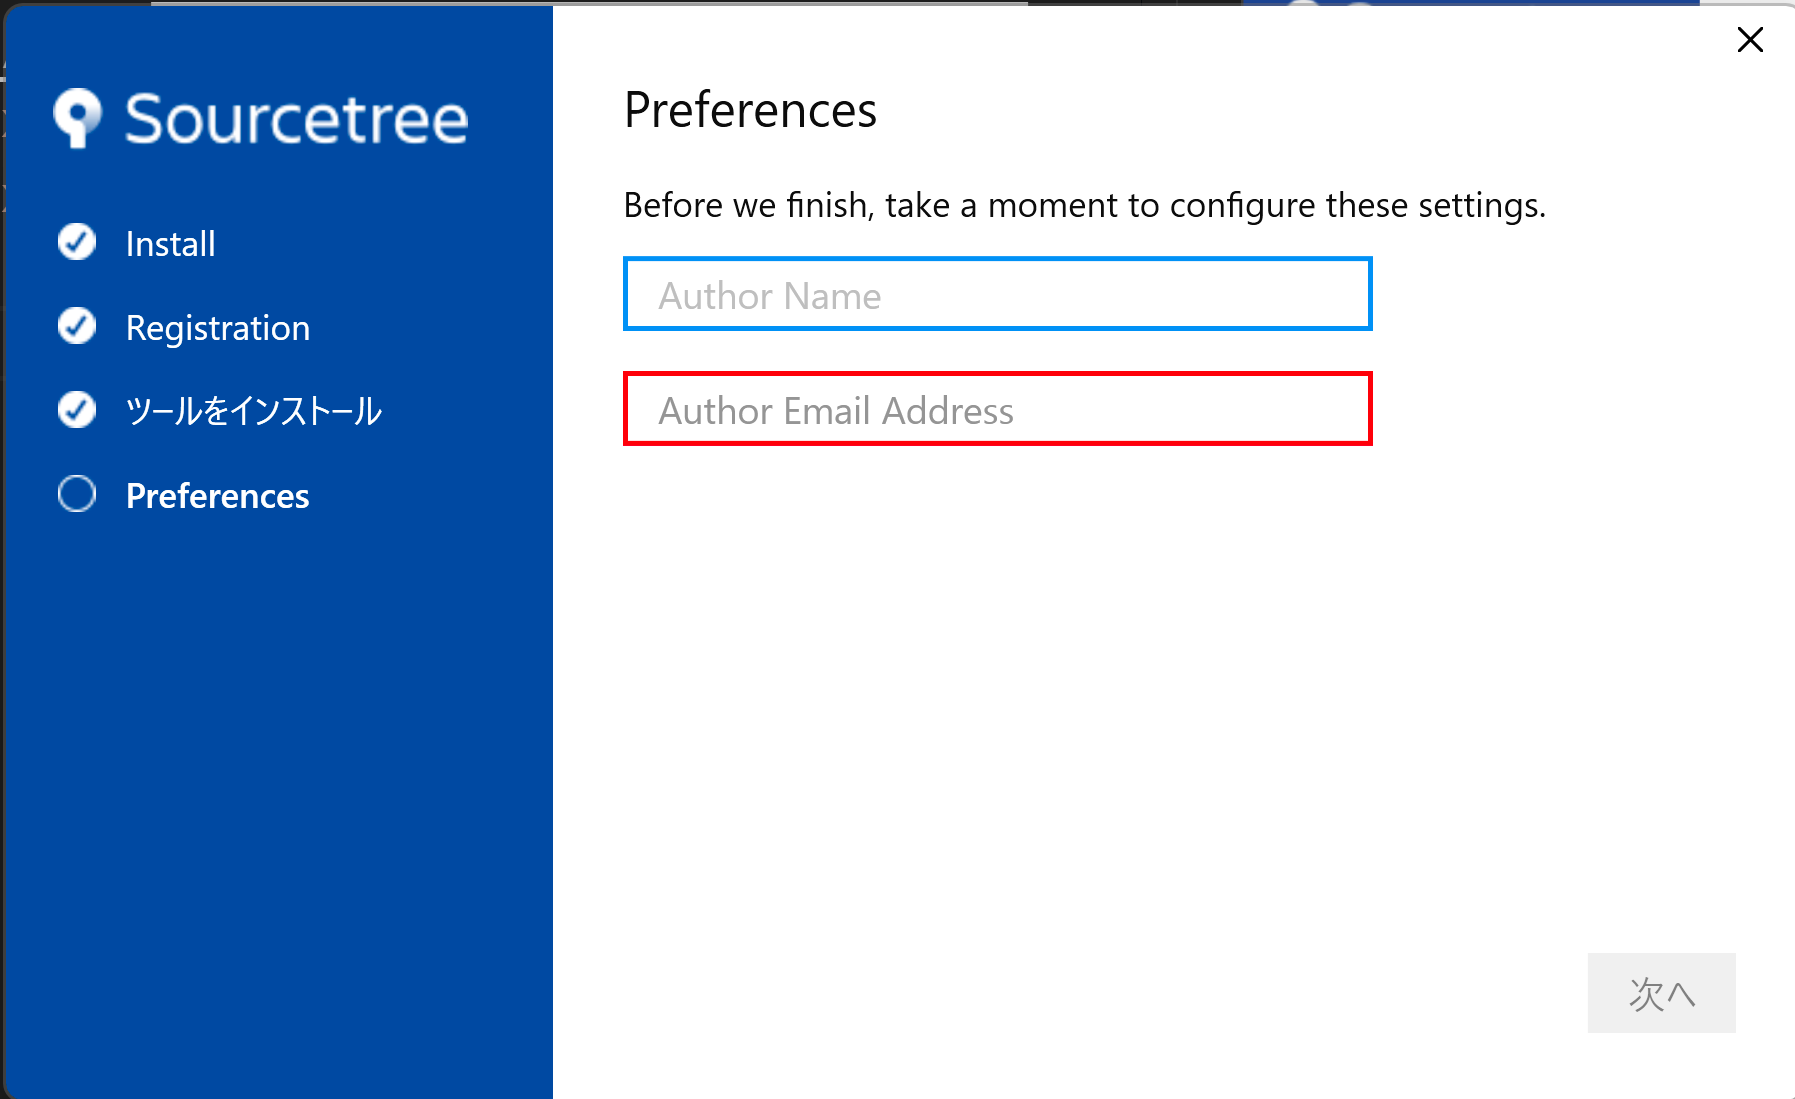 Sourcetree
Install
Registration
ツールをインストール
Preferences
Preferences
Before we finish, take a moment to configure these settings.
Author Name
Author Email Address
次へ